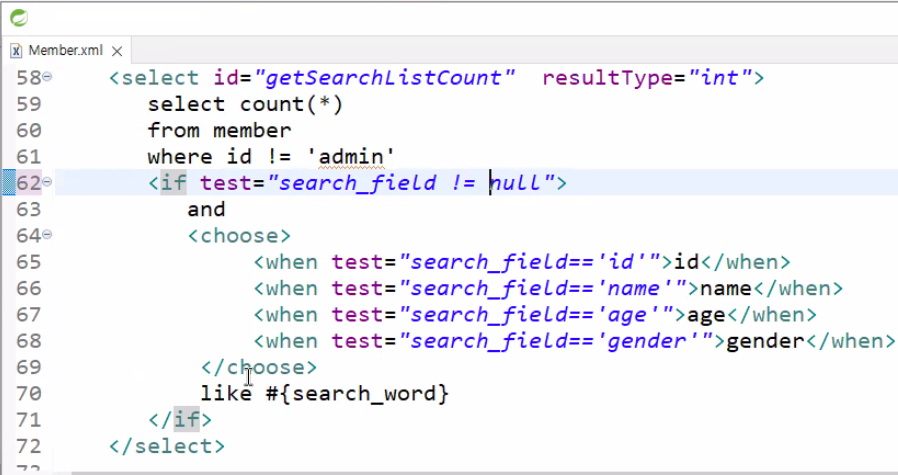 Member.xml
58 <select id="getSearchListCount" resultType="int">
59 select count(*)
60 from member
61 where id != 'admin'
62 <if test="search_field != null">
63 and
64 <choose>
65 <when test="search_field=='id'">id</when>
66 <when test="search_field=='name'">name</when>
67 <when test="search_field=='age'">age</when>
68 <when test="search_field=='gender'">gender</when>
69 </choose>
70 like #{search_word}
71 </if>
72 </select>